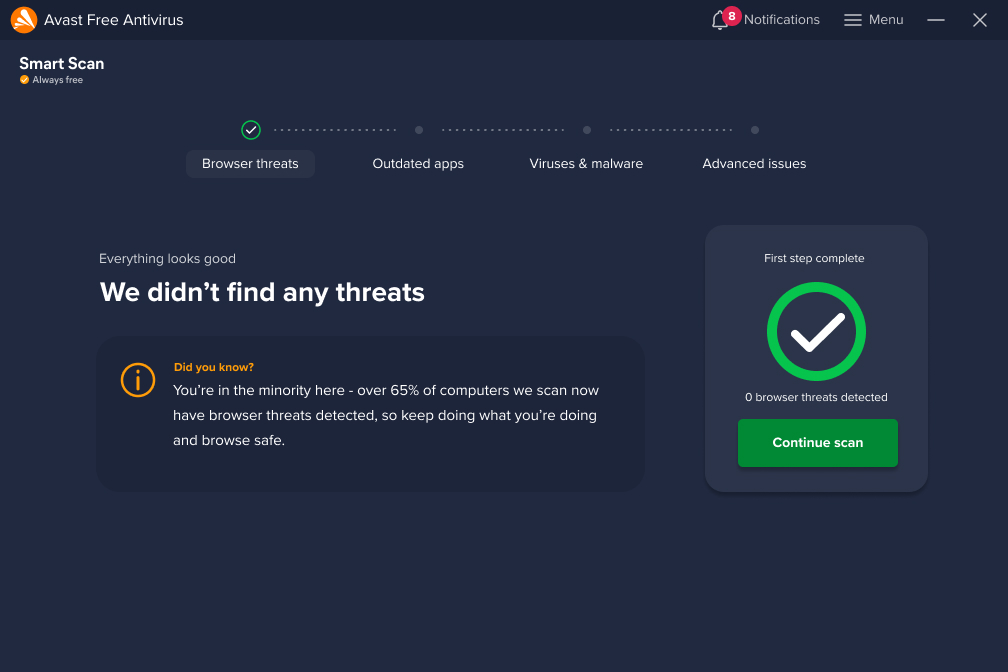 Avast Free Antivirus
8
Notifications
Menu
Smart Scan
Always free
Browser threats
Outdated apps
Viruses & malware
Advanced issues
Everything looks good
We didn’t find any threats
Did you know?
You’re in the minority here - over 65% of computers we scan now
have browser threats detected, so keep doing what you’re doing
and browse safe.
First step complete
0 browser threats detected
Continue scan